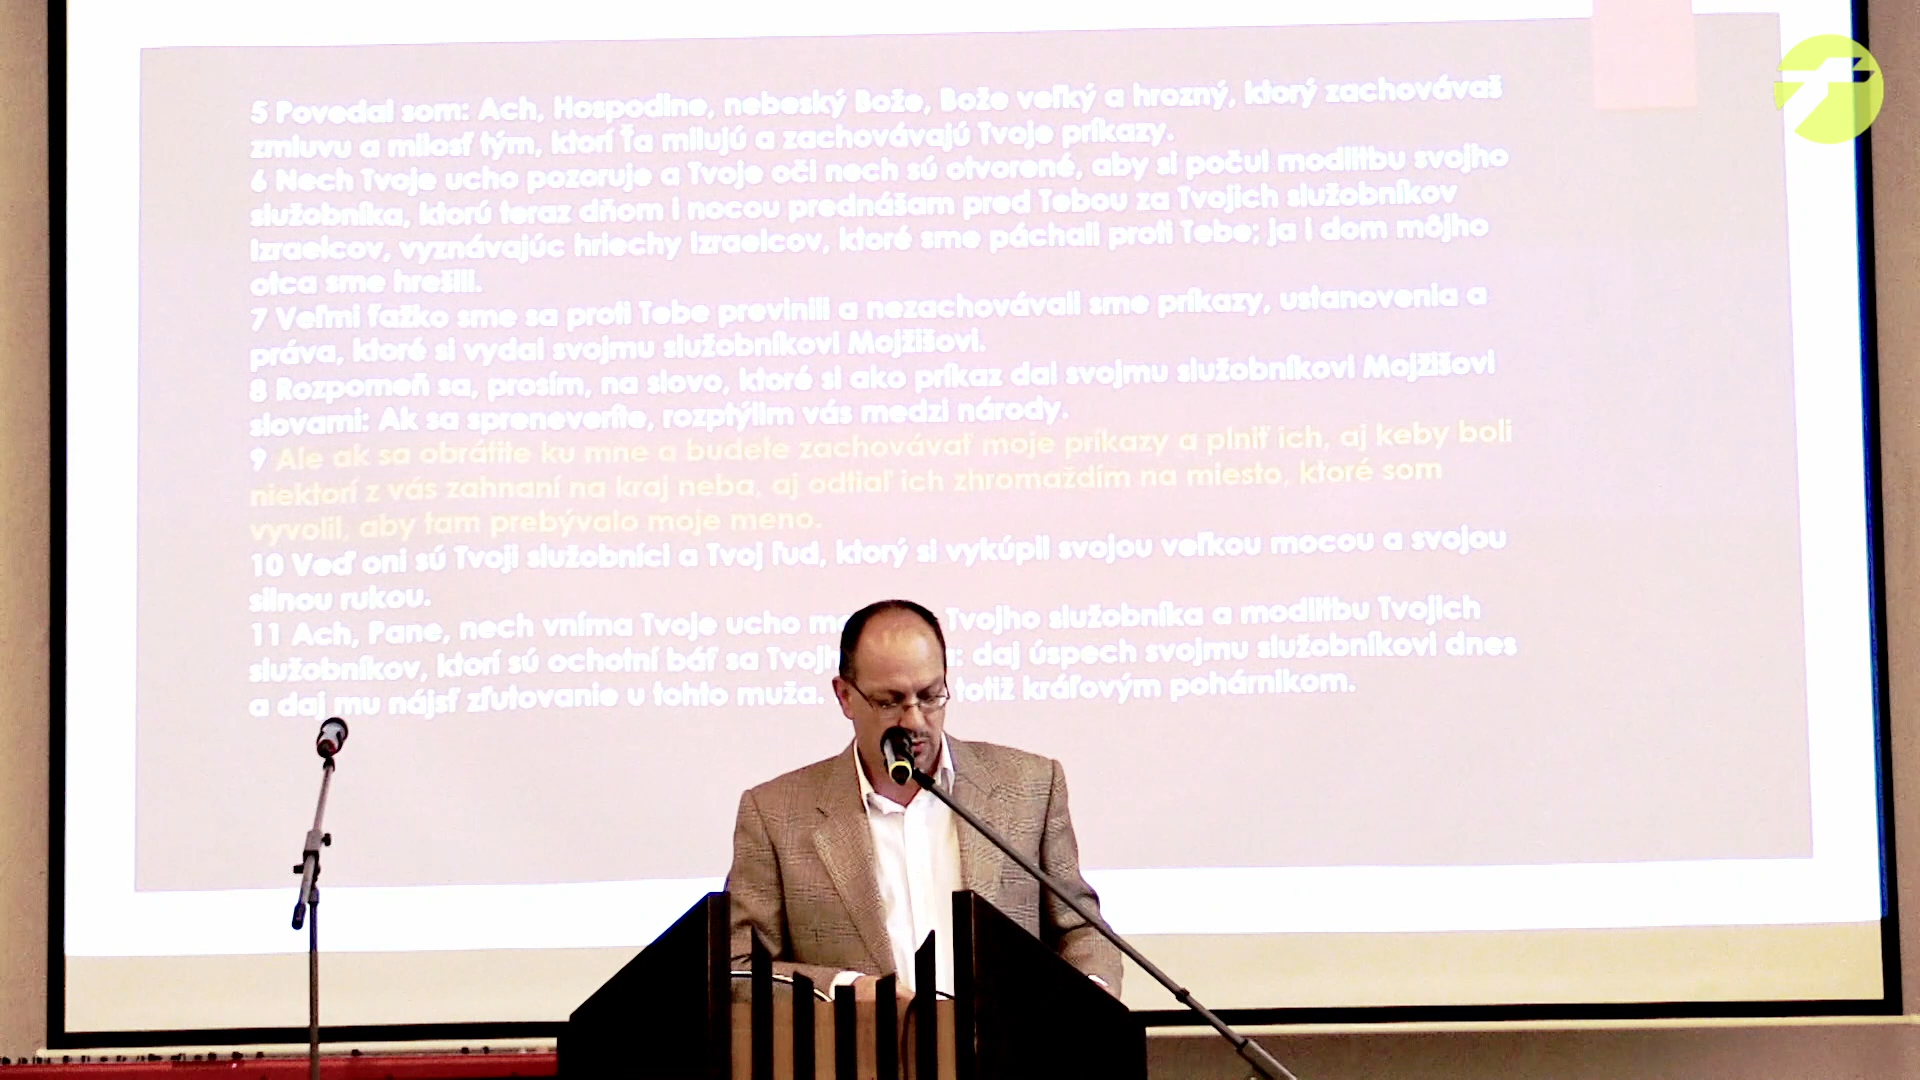 5 Povedal som: Ach, Hospodine, nebeský Bože, Bože veľký a hrozný, ktorý zachovávaš
zmluvu a milosť tým, ktorí Ťa milujú a zachovávajú Tvoje príkazy.
6 Nech Tvoje ucho pozoruje a Tvoje oči nech sú otvorené, aby si počul modlitbu svojho
služobníka, ktorú teraz dňom i nocou prednášam pred Tebou za Tvojich služobníkov
Izraelcov, vyznávajúc hriechy Izraelcov, ktoré sme páchali proti Tebe; ja i dom môjho
otca sme hrešili.
7 Veľmi ťažko sme sa proti Tebe previnili a nezachovávali sme príkazy, ustanovenia a
práva, ktoré si vydal svojmu služobníkovi Mojžišovi.
8 Rozpomeň sa, prosím, na slovo, ktoré si ako príkaz dal svojmu služobníkovi Mojžišovi
slovami: Ak sa spreneveríte, rozptýlim vás medzi národy.
9 Ale ak sa obrátite ku mne a budete zachovávať moje príkazy a plniť ich, aj keby boli
niektorí z vás zahnaní na kraj neba, aj odtiaľ ich zhromaždím na miesto, ktoré som
vyvolil, aby tam prebývalo moje meno.
10 Veď oni sú Tvoji služobníci a Tvoj ľud, ktorý si vykúpil svojou veľkou mocou a svojou
silnou rukou.
11 Ach, Pane, nech vníma Tvoje ucho Tvojho služobníka a modlitbu Tvojich
služobníkov, ktorí sú ochotní báť sa daj úspech svojmu služobníkovi dnes
a daj mu nájsť zľutovanie u tohto muža. totiž kráľovým pohárnikom.